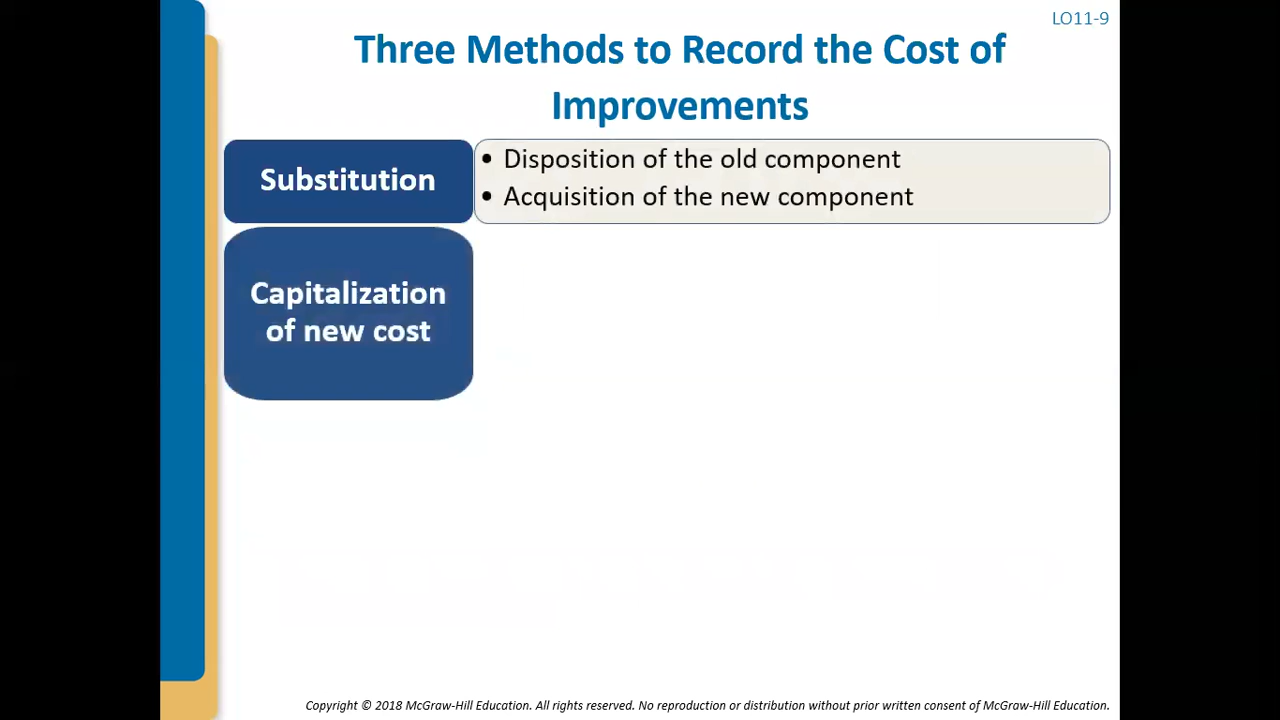 LO11-9
Three Methods to Record the Cost of
Improvements
Substitution
• Disposition of the old component
• Acquisition of the new component
Capitalization
of new cost
Copyright © 2018 McGraw-Hill Education. All rights reserved. No reproduction or distribution without prior written consent of McGraw-Hill Education.